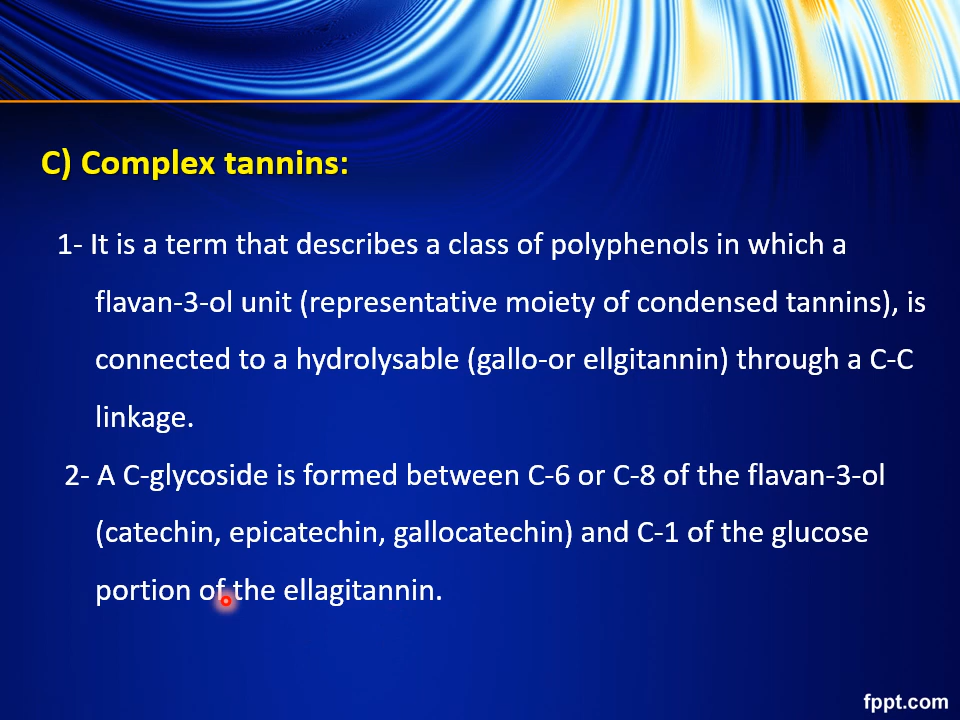 C) Complex tannins:
1- It is a term that describes a class of polyphenols in which a
flavan-3-ol unit (representative moiety of condensed tannins), is
connected to a hydrolysable (gallo-or ellgitannin) through a C-C
linkage.
2- A C-glycoside is formed between C-6 or C-8 of the flavan-3-ol
(catechin, epicatechin, gallocatechin) and C-1 of the glucose
portion of the ellagitannin.
fppt.com